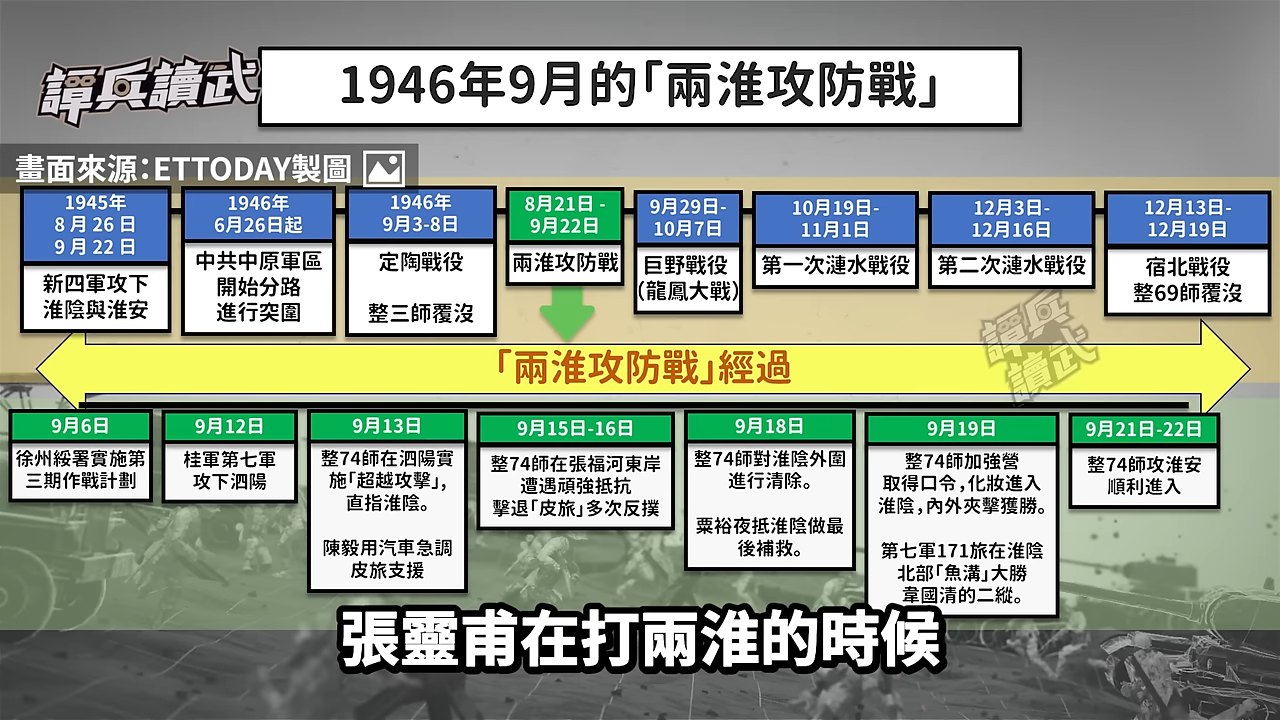 譚兵讀武
1946年9月的「兩淮攻防戰」
畫面來源：ETTODAY製圖
1945年
8月26日
9月22日
新四軍攻下
淮陰與淮安
1946年
6月26日起
中共中原軍區
開始分路
進行突圍
1946年
9月3-8日
定陶戰役
整三師覆沒
8月21日-
9月22日
兩淮攻防戰
9月29日-
10月7日
巨野戰役
(龍鳳大戰)
10月19日-
11月1日
第一次漣水戰役
12月3日-
12月16日
第二次漣水戰役
12月13日-
12月19日
宿北戰役
整69師覆沒
譚兵
讀武
「兩淮攻防戰」經過
9月6日
徐州綏署實施第
三期作戰計劃
9月12日
桂軍第七軍
攻下泗陽
9月13日
整74師在泗陽實
施「超越攻擊」，
直指淮陰。
陳毅用汽車急調
皮旅支援
9月15日-16日
整74師在張福河東岸
遭遇頑強抵抗
擊退「皮旅」多次反撲
9月18日
整74師對淮陰外圍
進行清除。
粟裕夜抵淮陰做最
後補救。
9月19日
整74師加強營
取得口令，化妝進入
淮陰，內外夾擊獲勝。
第七軍171旅在淮陰
北部「魚溝」大勝
韋國清的二縱。
9月21日-22日
整74師攻淮安
順利進入
張靈甫在打兩淮的時候